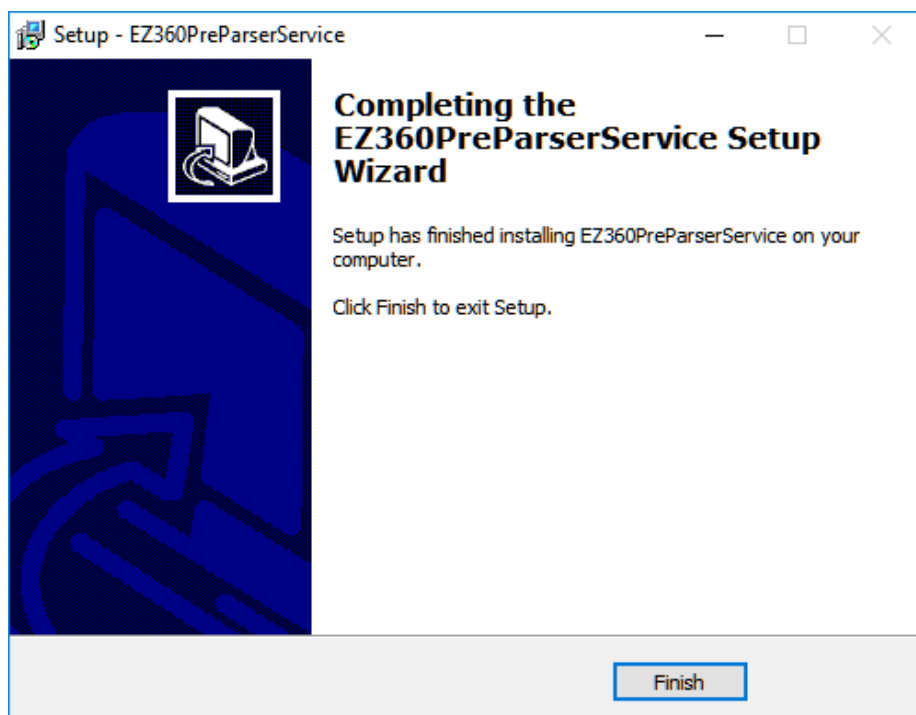 Setup - EZ360PreParserService
Completing the
EZ360PreParserService Setup
Wizard
Setup has finished installing EZ360PreParserService on your
computer.
Click Finish to exit Setup.
Finish